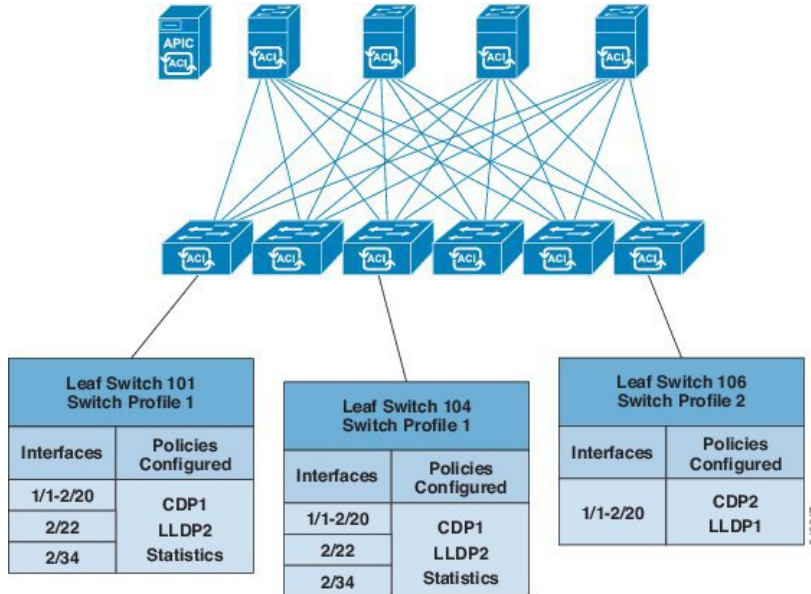 APIC
ACI
ACI
ACI
ACI
ACI
ACI
ACI
ACI
ACI
ACI
ACI
Leaf Switch 101
Switch Profile 1
Interfaces
Policies
Configured
1/1-2/20
2/22
2/34
CDP1
LLDP2
Statistics
Leaf Switch 104
Switch Profile 1
Interfaces
Policies
Configured
1/1-2/20
2/22
2/34
CDP1
LLDP2
Statistics
Leaf Switch 106
Switch Profile 2
Interfaces
Policies
Configured
1/1-2/20
CDP2
LLDP1